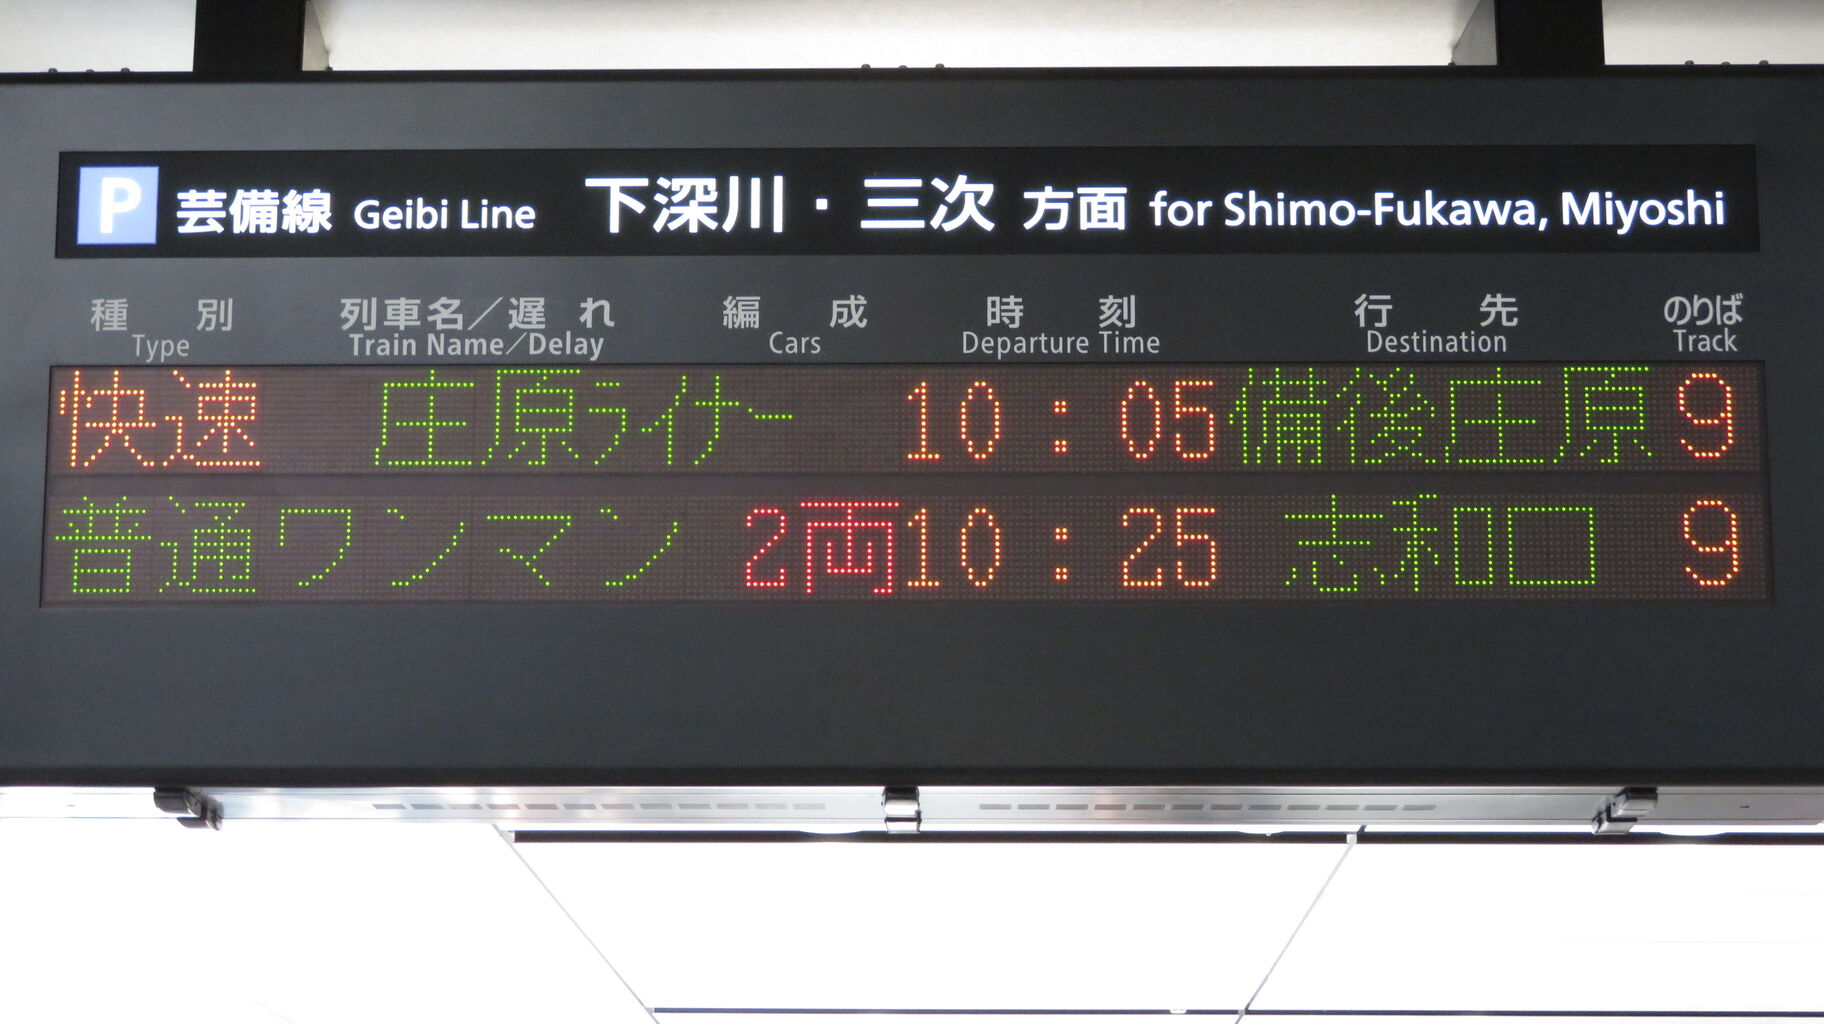 P 芸備線 Geibi Line 下深川・三次 方面 for Shimo-Fukawa, Miyoshi
種別 列車名／遅れ 編成 時刻 行先 のりば
Type Train Name／Delay Cars Departure Time Destination Track
快速 庄原ライナー 10:05 備後庄原 9
普通ワンマン 2両 10:25 志和口 9